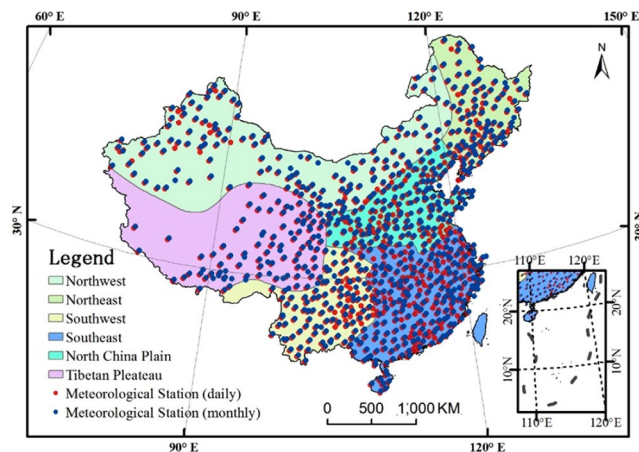 60° E
90° E
120° E
150° E
N
30° N
Legend
Northwest
Northeast
Southwest
Southeast
North China Plain
Tibetan Pleateau
Meteorological Station (daily)
Meteorological Station (monthly)
0 500 1,000 KM
90° E
120° E
110°E 120°E
20°N 20°N
10°N 10°N
110°E 120°E